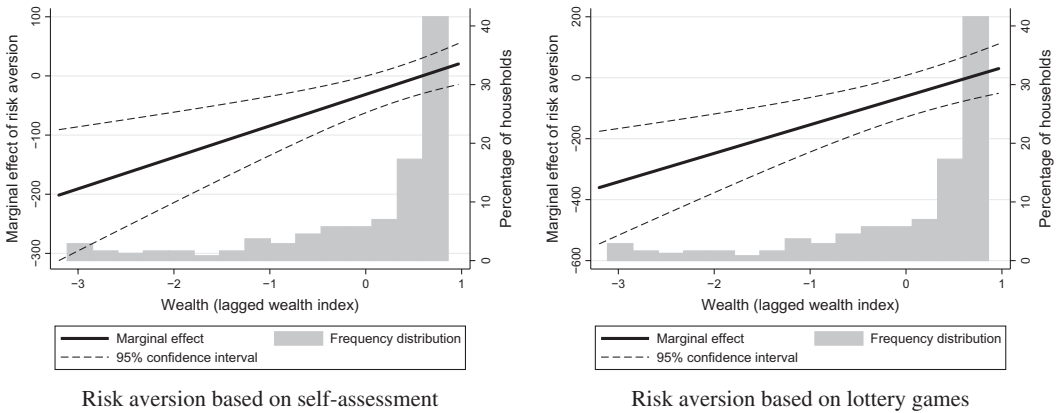 Marginal effect of risk aversion
100
0
−100
−200
−300
Percentage of households
40
30
20
10
0
−3 −2 −1 0 1
Wealth (lagged wealth index)
Marginal effect Frequency distribution
95% confidence interval
Risk aversion based on self-assessment
Marginal effect of risk aversion
200
0
−200
−400
−600
Percentage of households
40
30
20
10
0
−3 −2 −1 0 1
Wealth (lagged wealth index)
Marginal effect Frequency distribution
95% confidence interval
Risk aversion based on lottery games